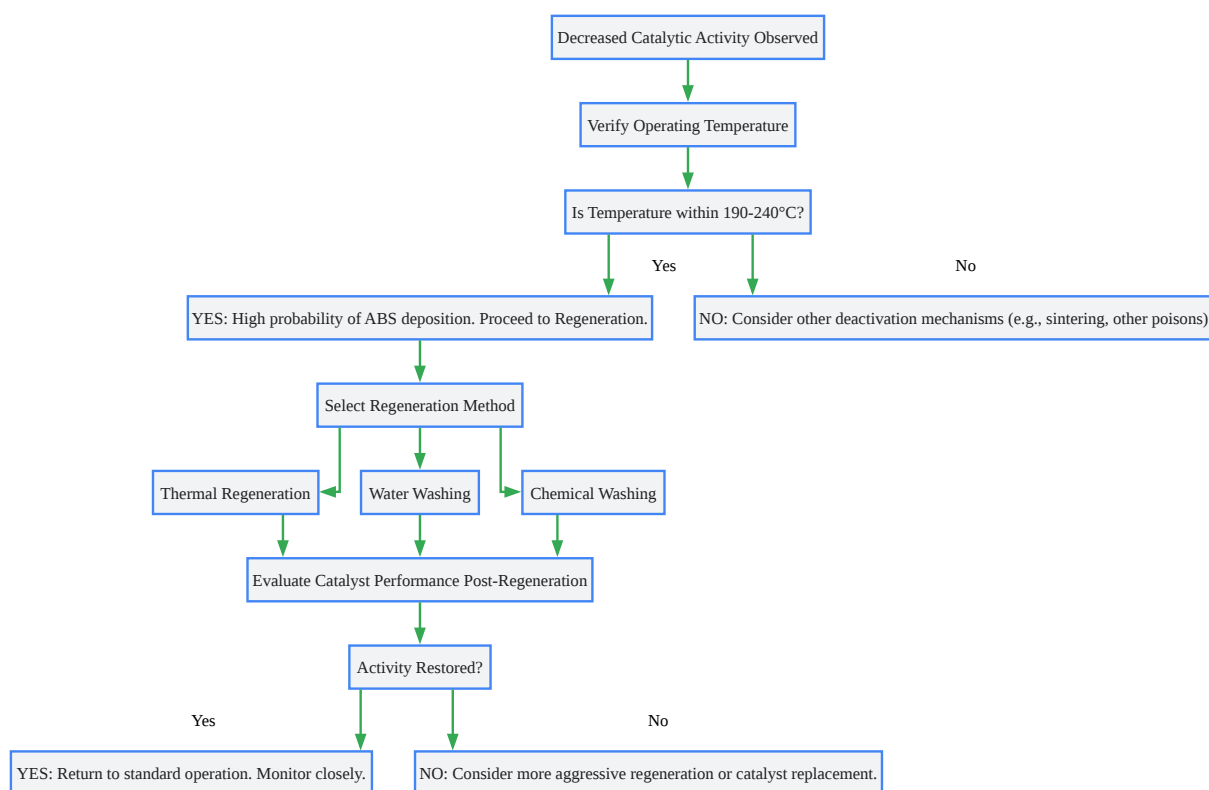 Decreased Catalytic Activity Observed
Verify Operating Temperature
Is Temperature within 190-240°C?
Yes
No
YES: High probability of ABS deposition. Proceed to Regeneration.
NO: Consider other deactivation mechanisms (e.g., sintering, other poisons)
Select Regeneration Method
Thermal Regeneration
Water Washing
Chemical Washing
Evaluate Catalyst Performance Post-Regeneration
Activity Restored?
Yes
No
YES: Return to standard operation. Monitor closely.
NO: Consider more aggressive regeneration or catalyst replacement.